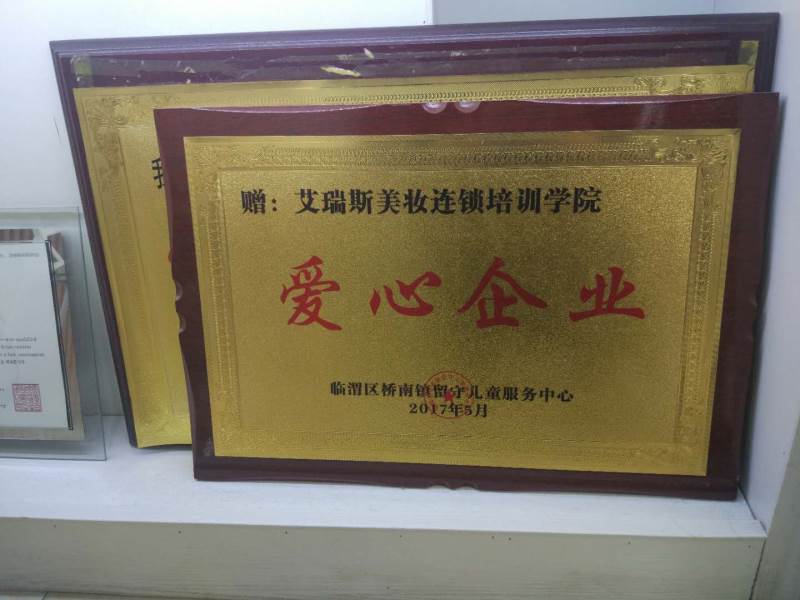 赠：艾瑞斯美妆连锁培训学院
爱心企业
临渭区桥南镇留守儿童服务中心
2017年5月